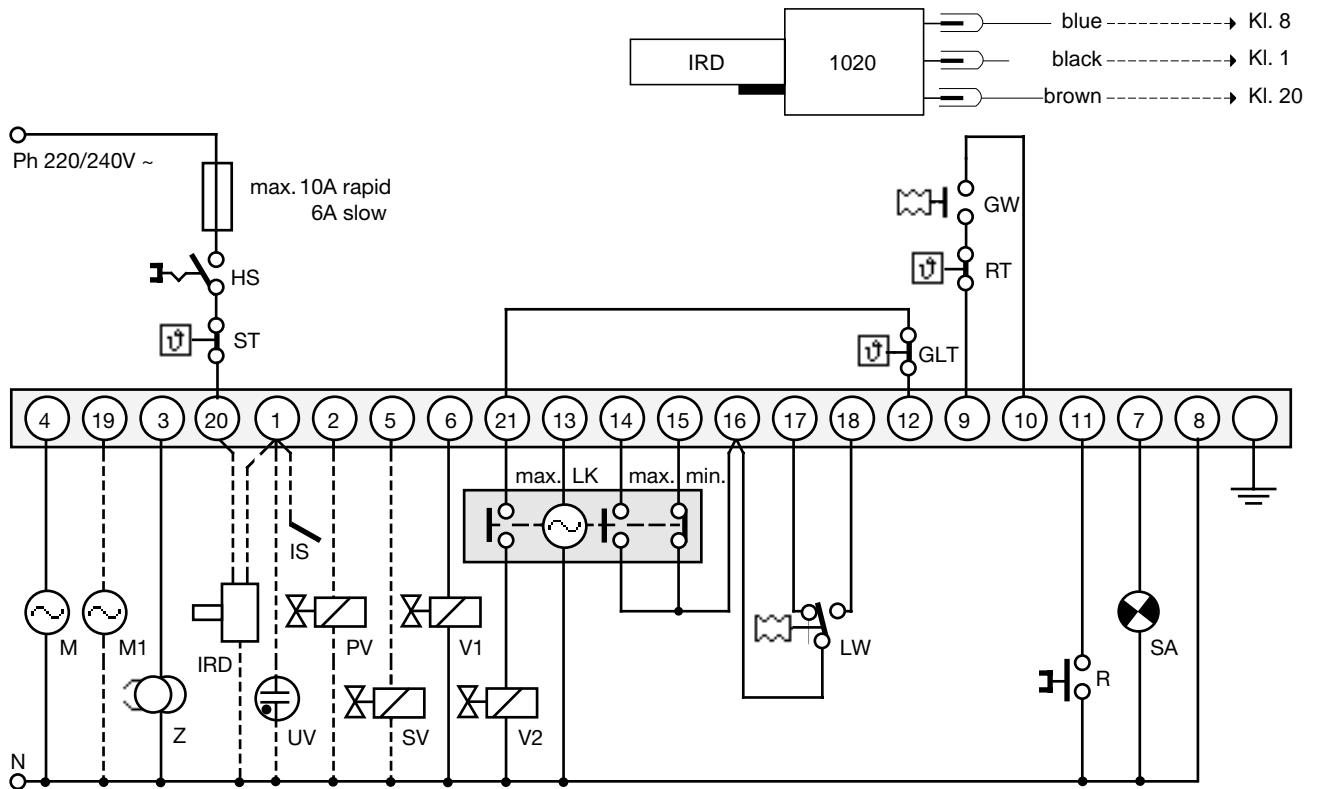 blue Kl. 8
IRD 1020 black Kl. 1
brown Kl. 20
Ph 220/240V ~
max. 10A rapid
6A slow
GW
HS
RT
ϑ
ϑ ST
ϑ GLT
4 19 3 20 1 2 5 6 21 13 14 15 16 17 18 12 9 10 11 7 8
max. LK max. min.
IS
M M1 IRD PV V1 LW SA
R
Z UV SV V2
N